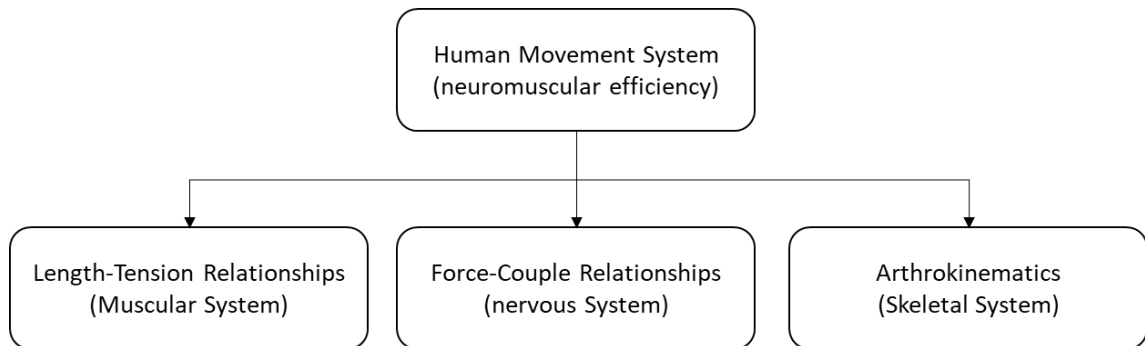 Human Movement System
(neuromuscular efficiency)
Length-Tension Relationships
(Muscular System)
Force-Couple Relationships
(nervous System)
Arthrokinematics
(Skeletal System)